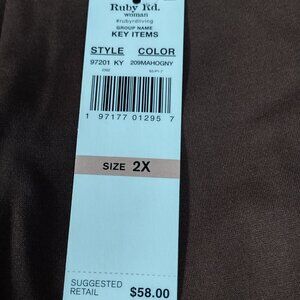 Ruby Rd.
woman
#rubyrdliving
GROUP NAME
KEY ITEMS
STYLE COLOR
97201 KY 209MAHOGNY
1 97177 01295 7
SIZE 2X
SUGGESTED
RETAIL $58.00